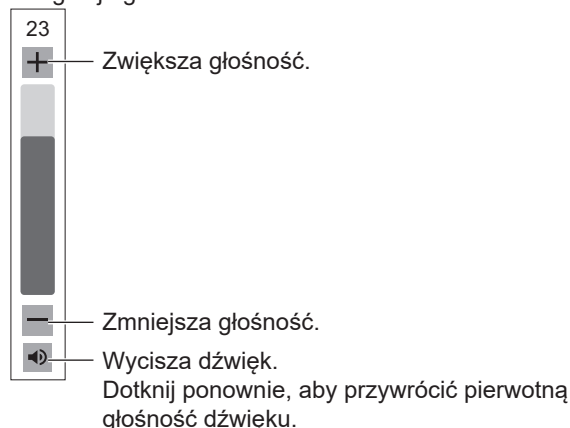 23
Zwiększa głośność.
Zmniejsza głośność.
Wycisza dźwięk.
Dotknij ponownie, aby przywrócić pierwotną
głośność dźwięku.